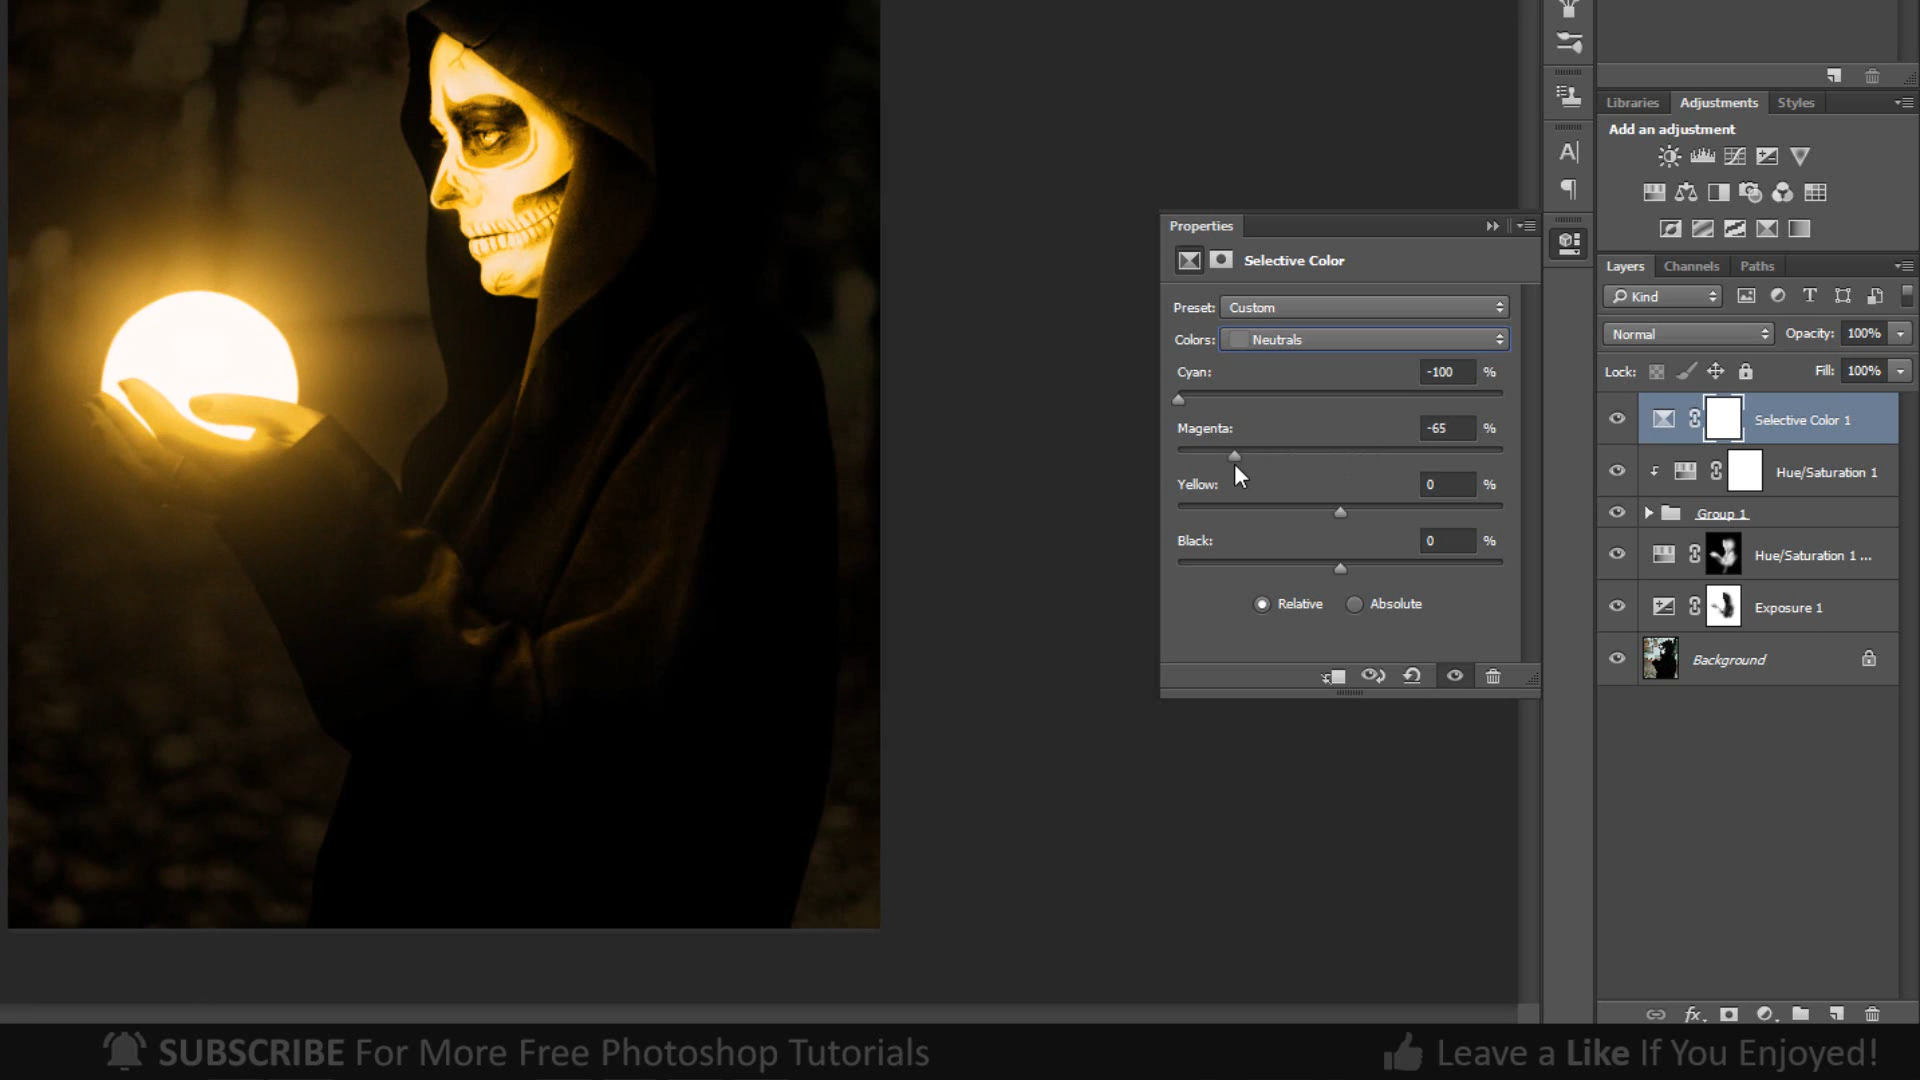 Libraries
Adjustments
Styles
Add an adjustment
Properties
Selective Color
Preset:
Custom
Colors:
Neutrals
Cyan:
-100
%
Magenta:
-65
%
Yellow:
0
%
Black:
0
%
Relative
Absolute
Layers
Channels
Paths
Kind
Normal
Opacity:
100%
Lock:
Fill:
100%
Selective Color 1
Hue/Saturation 1
Group 1
Hue/Saturation 1 ...
Exposure 1
Background
fx
SUBSCRIBE For More Free Photoshop Tutorials
Leave a Like If You Enjoyed!